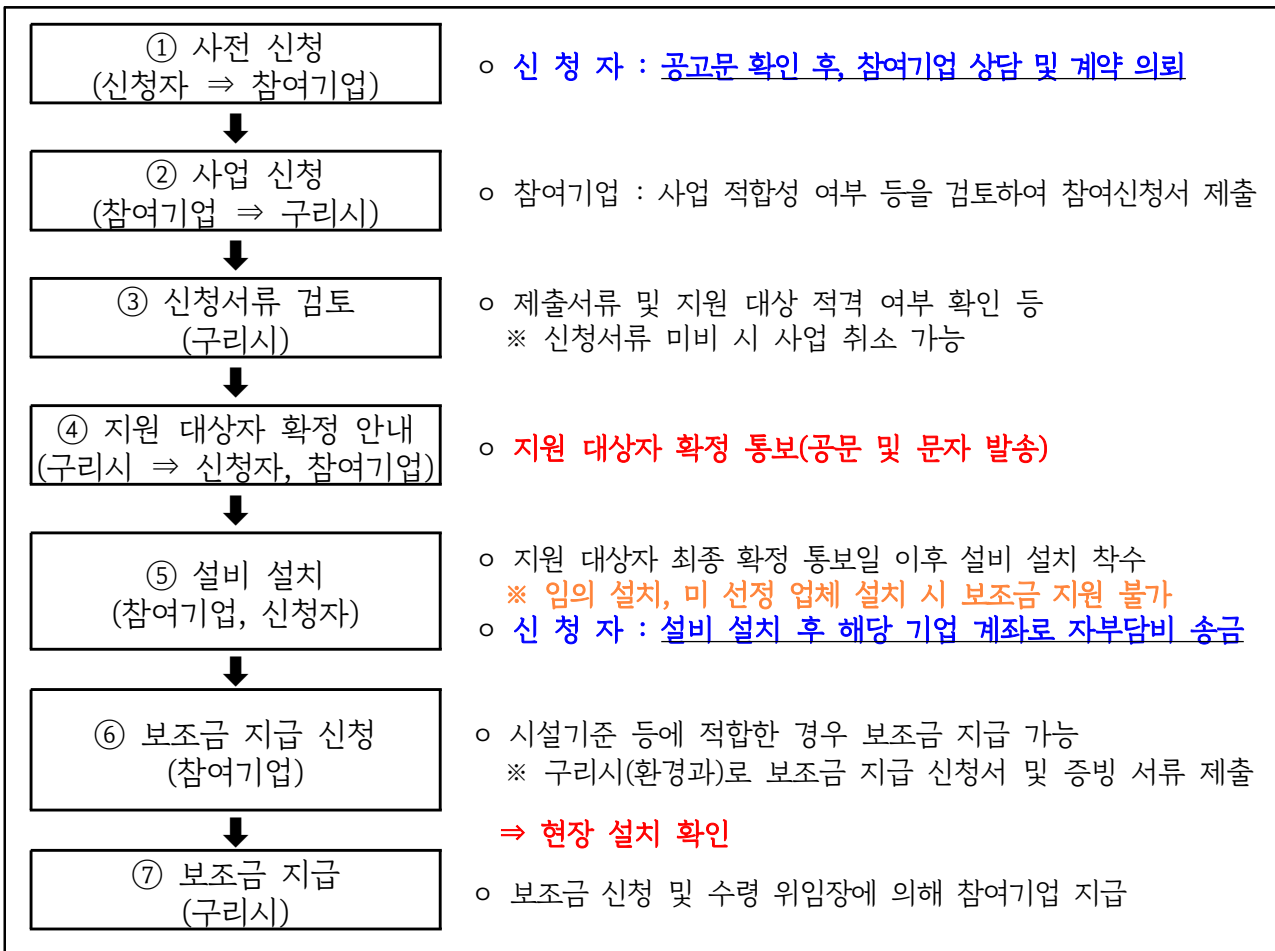 ① 사전 신청
(신청자 ⇒ 참여기업)
ㅇ 신 청 자 : 공고문 확인 후, 참여기업 상담 및 계약 의뢰
② 사업 신청
(참여기업 ⇒ 구리시)
ㅇ 참여기업 : 사업 적합성 여부 등을 검토하여 참여신청서 제출
③ 신청서류 검토
(구리시)
ㅇ 제출서류 및 지원 대상 적격 여부 확인 등
※ 신청서류 미비 시 사업 취소 가능
④ 지원 대상자 확정 안내
(구리시 ⇒ 신청자, 참여기업)
ㅇ 지원 대상자 확정 통보(공문 및 문자 발송)
⑤ 설비 설치
(참여기업, 신청자)
ㅇ 지원 대상자 최종 확정 통보일 이후 설비 설치 착수
※ 임의 설치, 미 선정 업체 설치 시 보조금 지원 불가
ㅇ 신 청 자 : 설비 설치 후 해당 기업 계좌로 자부담비 송금
⑥ 보조금 지급 신청
(참여기업)
ㅇ 시설기준 등에 적합한 경우 보조금 지급 가능
※ 구리시(환경과)로 보조금 지급 신청서 및 증빙 서류 제출
⇒ 현장 설치 확인
⑦ 보조금 지급
(구리시)
ㅇ 보조금 신청 및 수령 위임장에 의해 참여기업 지급